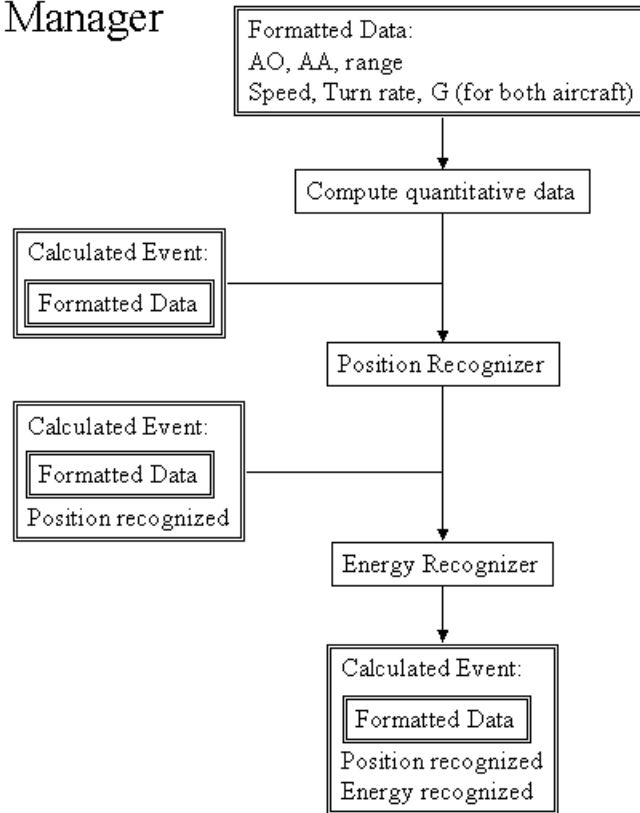 Manager
Formatted Data:
AO, AA, range
Speed, Turn rate, G (for both aircraft)
Compute quantitative data
Calculated Event:
Formatted Data
Position Recognizer
Calculated Event:
Formatted Data
Position recognized
Energy Recognizer
Calculated Event:
Formatted Data
Position recognized
Energy recognized